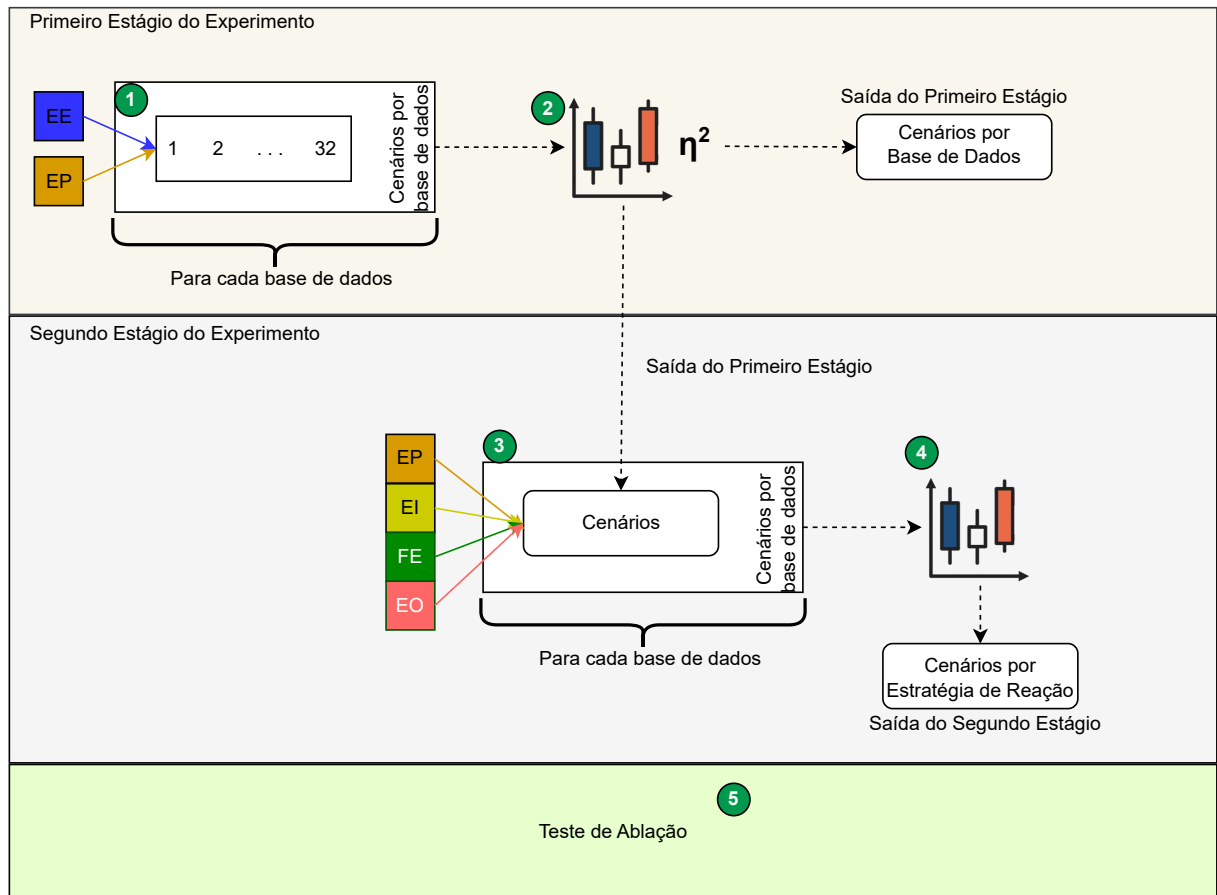 Primeiro Estágio do Experimento
1
EE
EP
1 2 . . . 32
Cenários por
base de dados
Para cada base de dados
2
η²
Saída do Primeiro Estágio
Cenários por
Base de Dados
Segundo Estágio do Experimento
Saída do Primeiro Estágio
3
EP
EI
FE
EO
Cenários
Cenários por
base de dados
Para cada base de dados
4
Cenários por
Estratégia de Reação
Saída do Segundo Estágio
5
Teste de Ablação